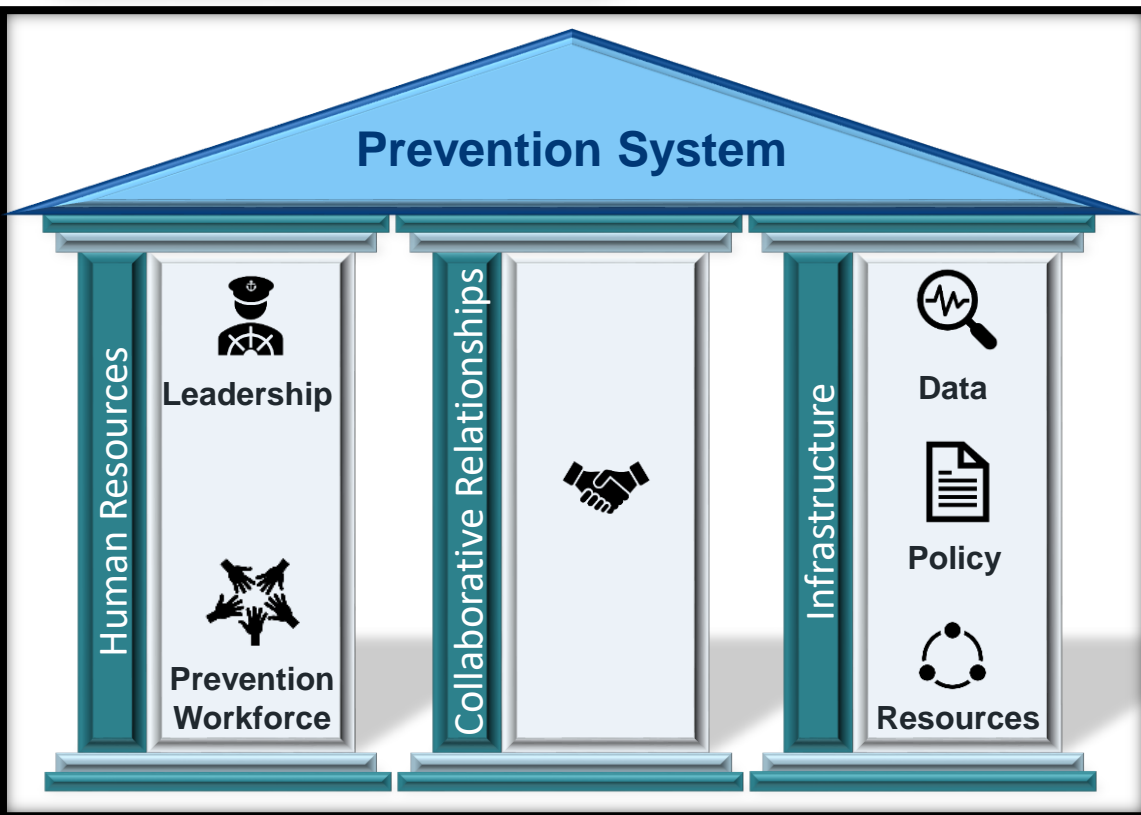 Prevention System
Human Resources
Leadership
Prevention
Workforce
Collaborative Relationships
Infrastructure
Data
Policy
Resources